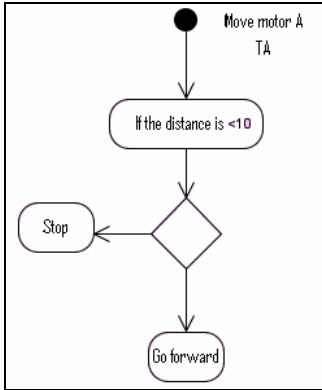 Move motor A
TA
If the distance is <10
Stop
Go forward